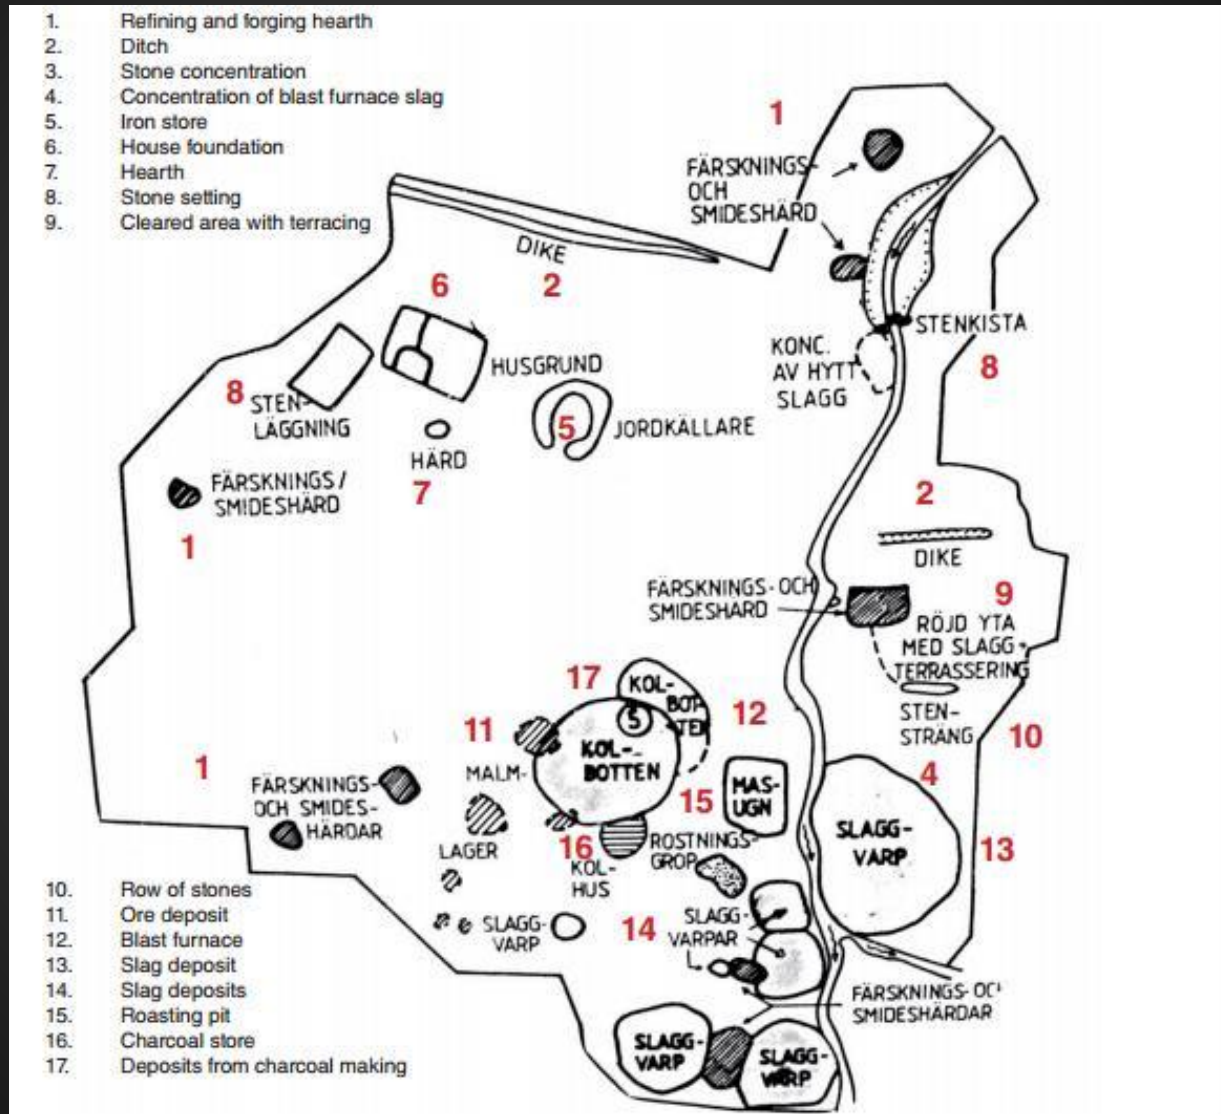 1. Refining and forging hearth
2. Ditch
3. Stone concentration
4. Concentration of blast furnace slag
5. Iron store
6. House foundation
7. Hearth
8. Stone setting
9. Cleared area with terracing
1
FÄRSKNINGS-
OCH
SMIDESHÄRD
DIKE
2
6
STENKISTA
8
KONC.
AV HYTT
SLAGG
HUSGRUND
8
STEN-
LÄGGNING
5
JORDKÄLLARE
HÄRD
7
FÄRSKNINGS/
SMIDESHÄRD
1
2
DIKE
FÄRSKNINGS-OCH
SMIDESHARD
9
RÖJD YTA
MED SLAGG-
TERRASSERING
STEN-
STRÄNG
10
17
KOL-
BOTTEN
S
12
11
KOL-
BOTTEN
MALM-
LAGER
1
FÄRSKNINGS-
OCH SMIDES-
HÄRDAR
15
MAS-
UGN
4
SLAGG-
VARP
13
16
KOL-
HUS
ROSTNINGS-
GROP
SLAGG-
VARP
14
SLAGG-
VARPAR
FÄRSKNINGS-OC
SMIDESHÄRDAR
SLAGG-
VARP
SLAGG-
VARP
10. Row of stones
11. Ore deposit
12. Blast furnace
13. Slag deposit
14. Slag deposits
15. Roasting pit
16. Charcoal store
17. Deposits from charcoal making